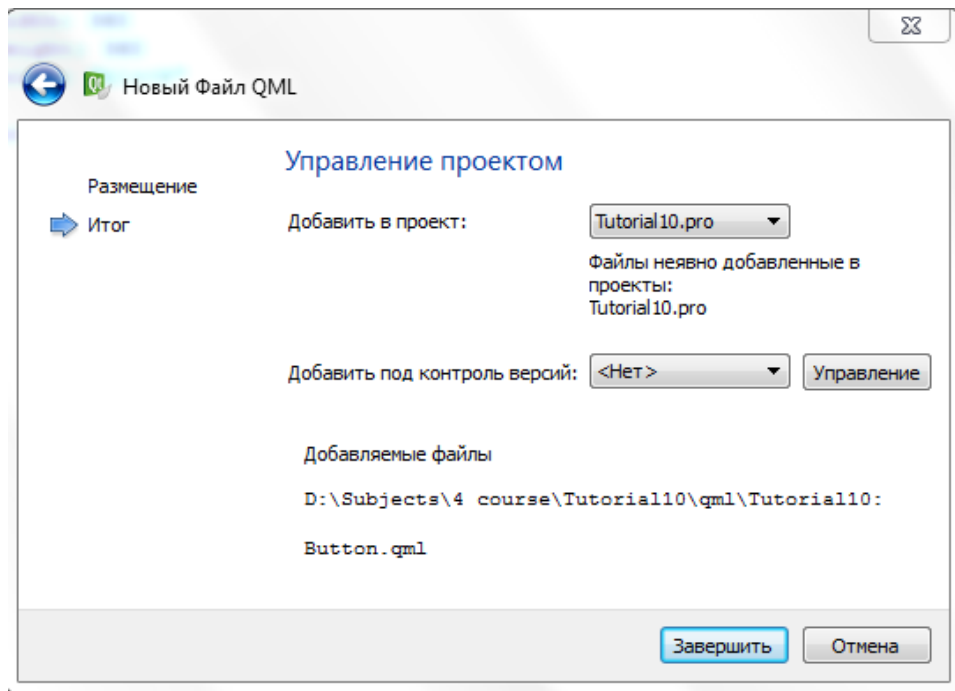 Новый Файл QML
Управление проектом
Размещение
Итог
Добавить в проект:
Tutorial10.pro
Файлы неявно добавленные в
проекты:
Tutorial10.pro
Добавить под контроль версий:
<Нет>
Управление
Добавляемые файлы
D:\Subjects\4 course\Tutorial10\qml\Tutorial10:
Button.qml
Завершить
Отмена